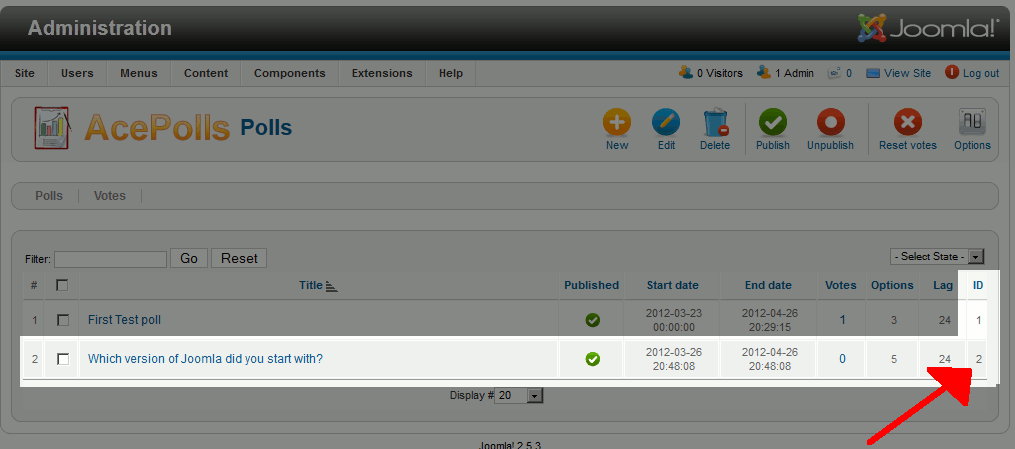 Administration
Joomla!
Site Users Menus Content Components Extensions Help 0 Visitors 1 Admin 0 View Site Log out
AcePolls Polls
New Edit Delete Publish Unpublish Reset votes Options
Polls Votes
Filter: Go Reset - Select State -
# Title Published Start date End date Votes Options Lag ID
1 First Test poll 2012-03-23 00:00:00 2012-04-26 20:29:15 1 3 24 1
2 Which version of Joomla did you start with? 2012-03-26 20:48:08 2012-04-26 20:48:08 0 5 24 2
Display # 20
Joomla! 2.5.3